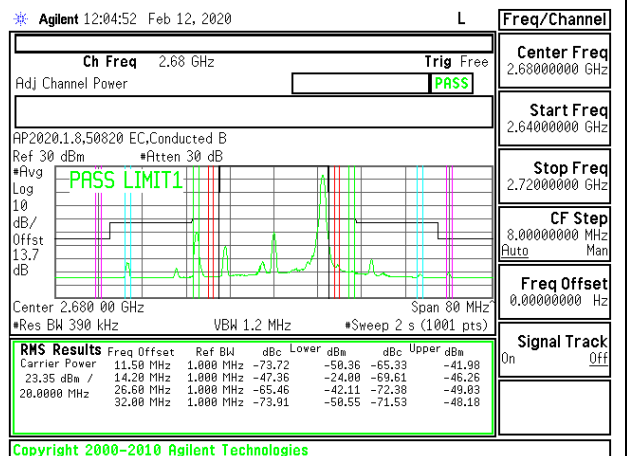 Agilent 12:04:52 Feb 12, 2020 L
Freq/Channel
Ch Freq 2.68 GHz Trig Free
Adj Channel Power PASS
AP2020.1.8,50820 EC,Conducted B
Ref 30 dBm #Atten 30 dB
#Avg
Log
10
dB/
Offst
13.7
dB
PASS LIMIT1
Center 2.680 00 GHz Span 80 MHz^
#Res BW 390 kHz VBW 1.2 MHz #Sweep 2 s (1001 pts)
RMS Results Freq Offset Ref BW dBc Lower dBm dBc Upper dBm
Carrier Power 11.50 MHz 1.000 MHz -73.72 -50.36 -65.33 -41.98
23.35 dBm / 14.20 MHz 1.000 MHz -47.36 -24.00 -69.61 -46.26
20.0000 MHz 26.60 MHz 1.000 MHz -65.46 -42.11 -72.38 -49.03
32.00 MHz 1.000 MHz -73.91 -50.55 -71.53 -48.18
Center Freq
2.68000000 GHz
Start Freq
2.64000000 GHz
Stop Freq
2.72000000 GHz
CF Step
8.00000000 MHz
Auto Man
Freq Offset
0.00000000 Hz
Signal Track
On Off
Copyright 2000-2010 Agilent Technologies